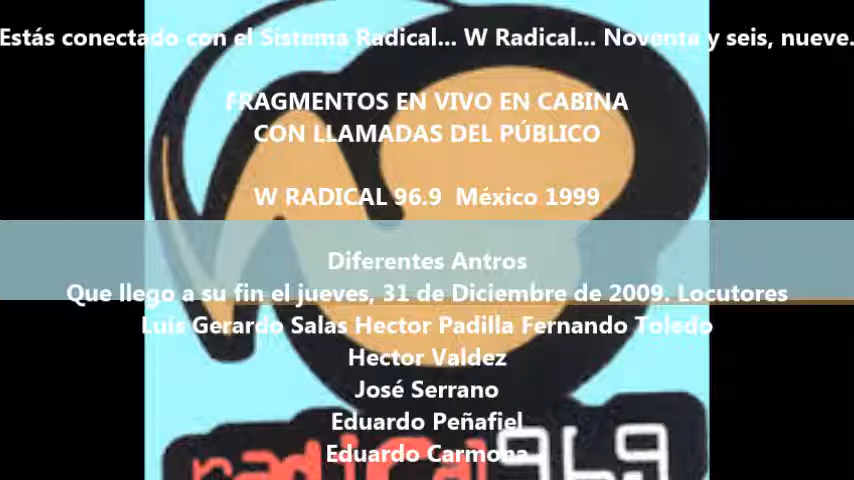 Estás conectado con el Sistema Radical... W Radical... Noventa y seis, nueve.
FRAGMENTOS EN VIVO EN CABINA
CON LLAMADAS DEL PÚBLICO
W RADICAL 96.9  México 1999
Diferentes Antros
Que llego a su fin el jueves, 31 de Diciembre de 2009. Locutores
Luis Gerardo Salas Hector Padilla Fernando Toledo
Hector Valdez
José Serrano
Eduardo Peñafiel
Eduardo Carmona
radical 969